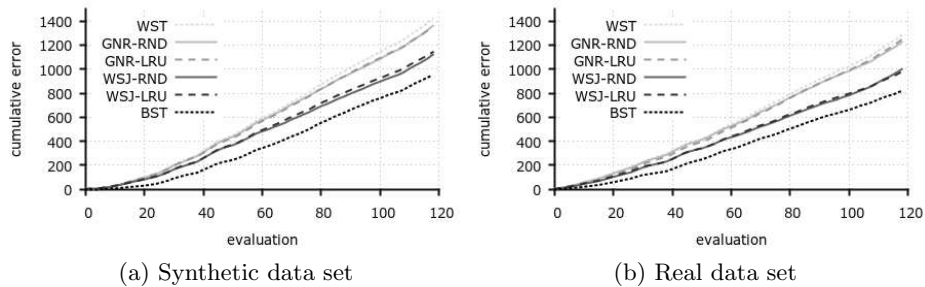 cumulative error
1400
1200
1000
800
600
400
200
0
WST
GNR-RND
GNR-LRU
WSJ-RND
WSJ-LRU
BST
0 20 40 60 80 100 120
evaluation
(a) Synthetic data set
cumulative error
1400
1200
1000
800
600
400
200
0
WST
GNR-RND
GNR-LRU
WSJ-RND
WSJ-LRU
BST
0 20 40 60 80 100 120
evaluation
(b) Real data set